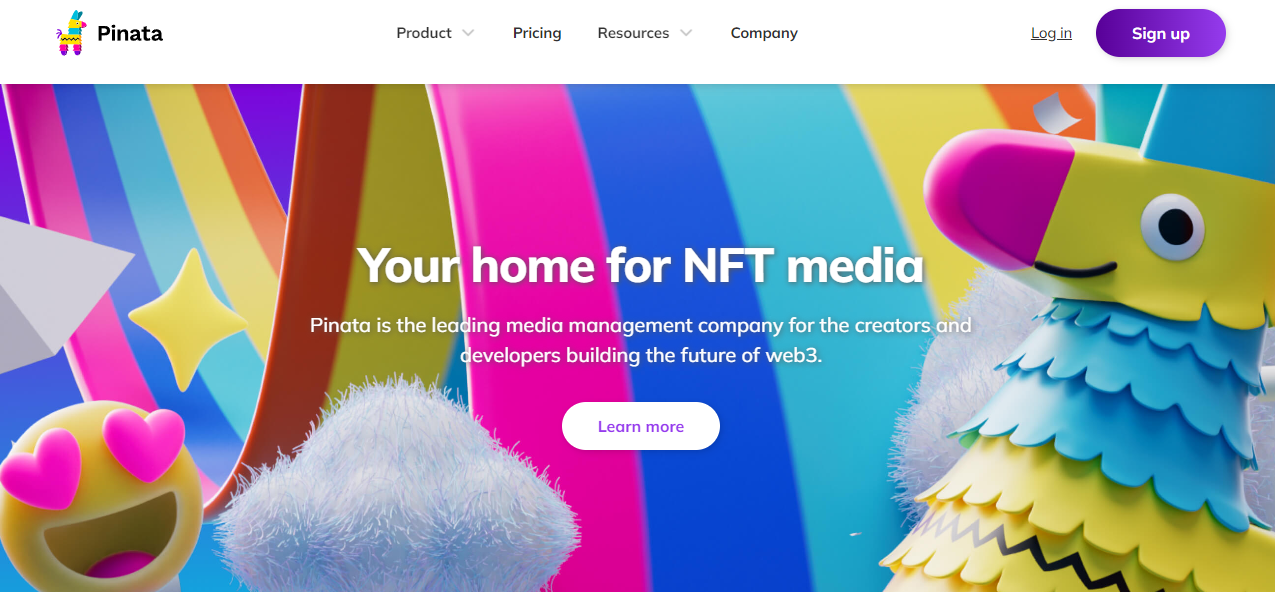 Pinata
Product
Pricing
Resources
Company
Log in
Sign up
Your home for NFT media
Pinata is the leading media management company for the creators and
developers building the future of web3.
Learn more